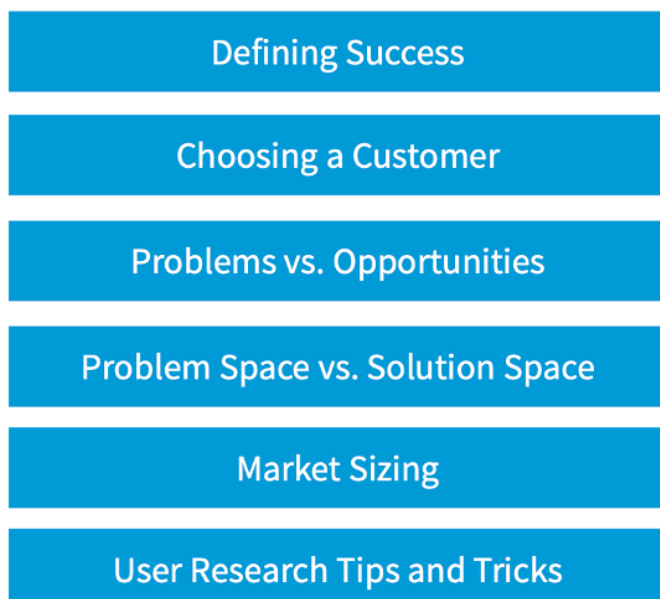 Defining Success
Choosing a Customer
Problems vs. Opportunities
Problem Space vs. Solution Space
Market Sizing
User Research Tips and Tricks